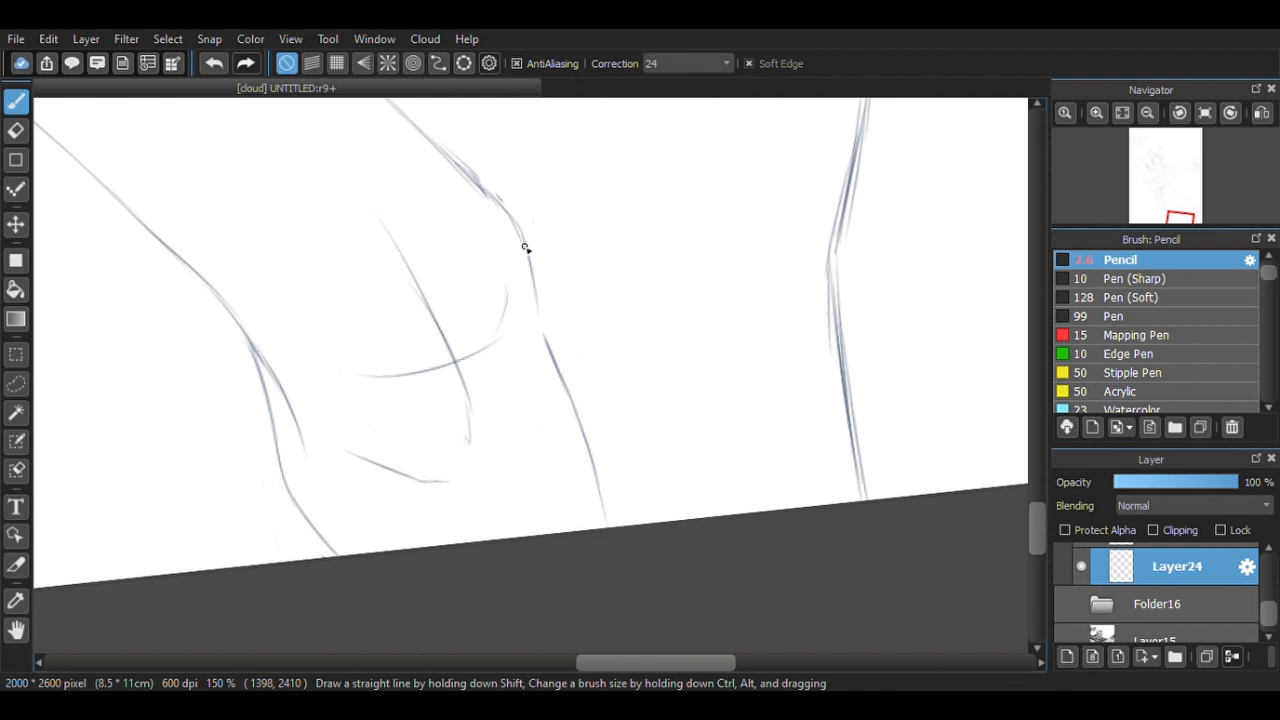 File Edit Layer Filter Select Snap Color View Tool Window Cloud Help
AntiAliasing Correction 24 Soft Edge
[cloud] UNTITLED:r9+
Navigator
Brush: Pencil
2.6 Pencil
10 Pen (Sharp)
128 Pen (Soft)
99 Pen
15 Mapping Pen
10 Edge Pen
50 Stipple Pen
50 Acrylic
23 Watercolor
Layer
Opacity 100 %
Blending Normal
Protect Alpha Clipping Lock
Layer24
Folder16
Layer15
2000 * 2600 pixel (8.5 * 11cm) 600 dpi 150 % ( 1398, 2410 ) Draw a straight line by holding down Shift, Change a brush size by holding down Ctrl, Alt, and dragging